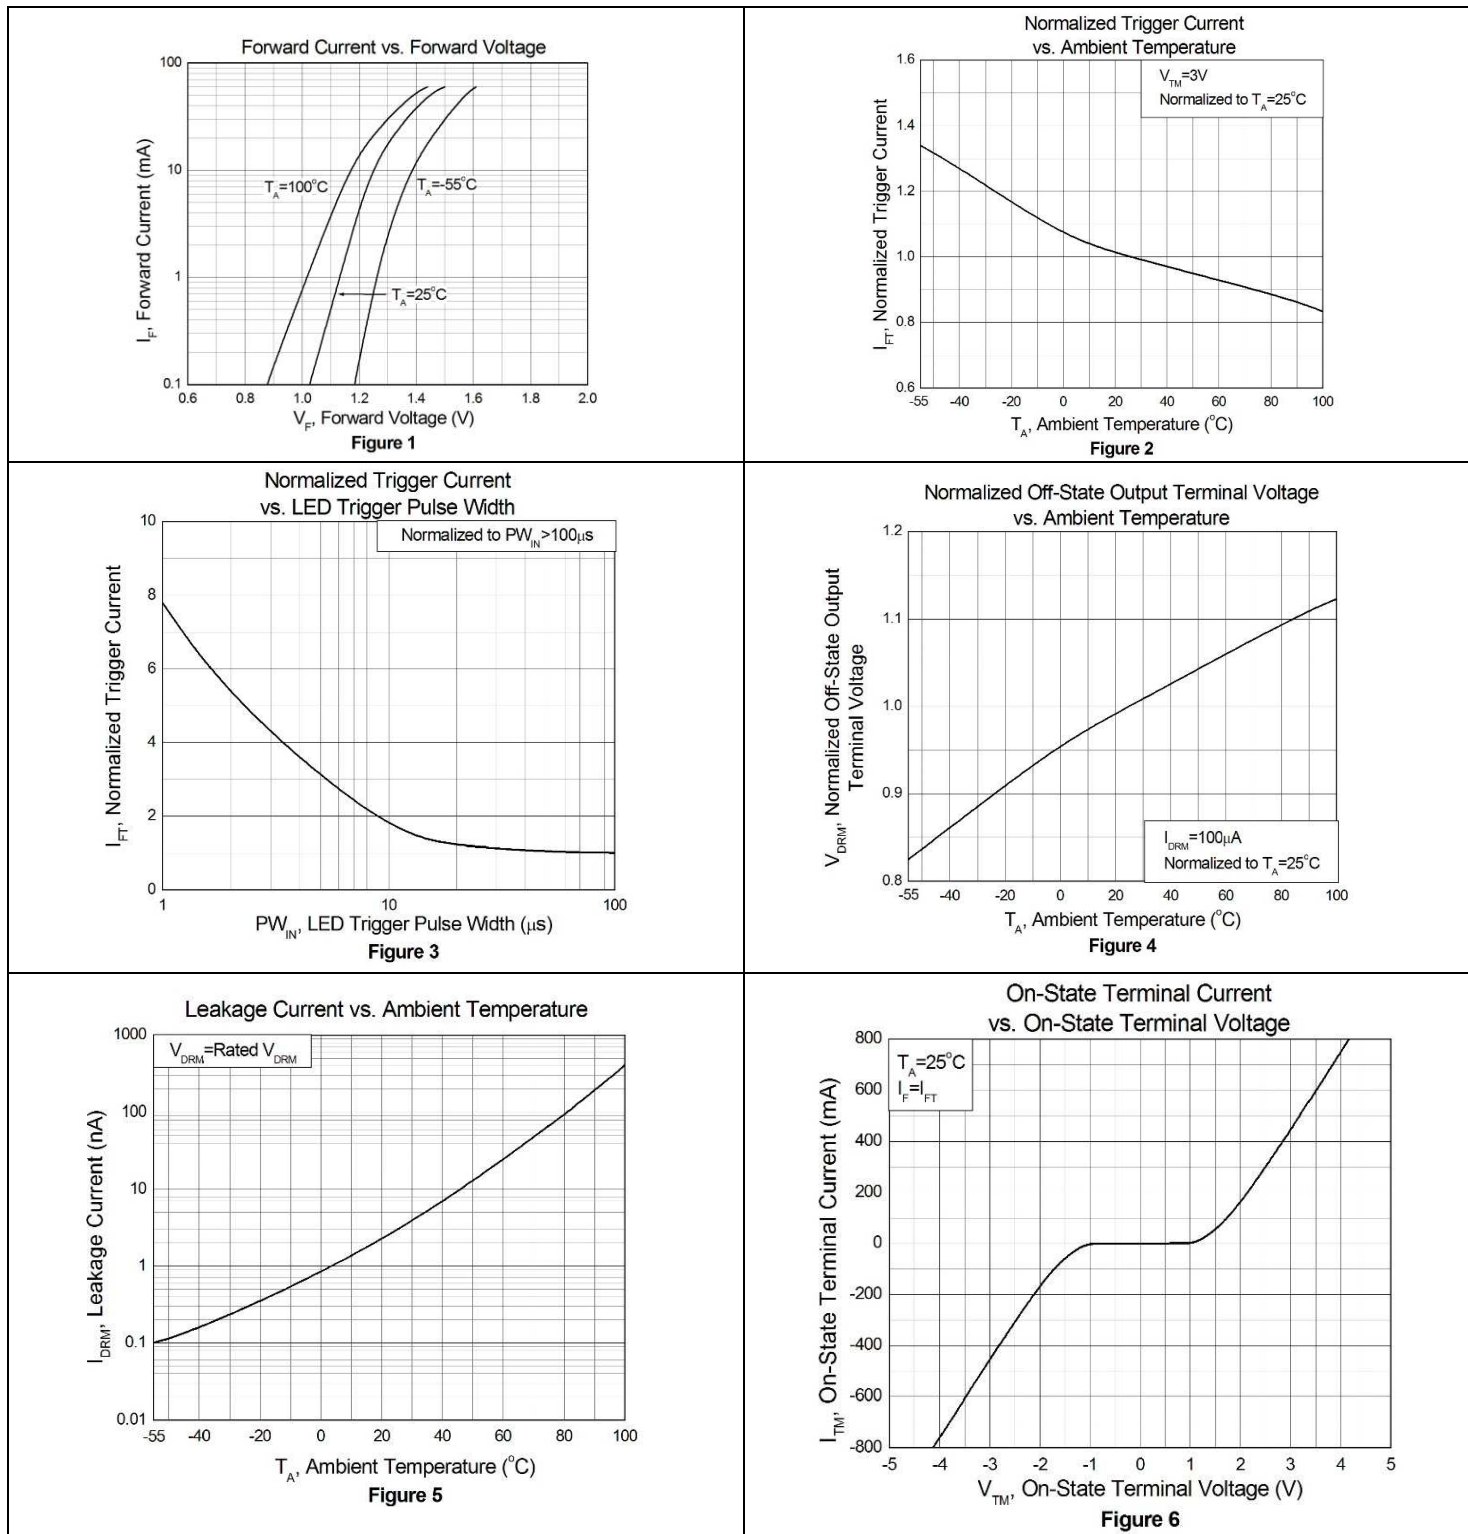 Forward Current vs. Forward Voltage
I_F, Forward Current (mA)
100
10
1
0.1
T_A=100°C
T_A=-55°C
T_A=25°C
0.6 0.8 1.0 1.2 1.4 1.6 1.8 2.0
V_F, Forward Voltage (V)
Figure 1
Normalized Trigger Current
vs. Ambient Temperature
I_FT, Normalized Trigger Current
V_TM=3V
Normalized to T_A=25°C
1.6
1.4
1.2
1.0
0.8
0.6
-55 -40 -20 0 20 40 60 80 100
T_A, Ambient Temperature (°C)
Figure 2
Normalized Trigger Current
vs. LED Trigger Pulse Width
I_FT, Normalized Trigger Current
Normalized to PW_IN>100μs
10
8
6
4
2
0
1 10 100
PW_IN, LED Trigger Pulse Width (μs)
Figure 3
Normalized Off-State Output Terminal Voltage
vs. Ambient Temperature
V_DRM, Normalized Off-State Output
Terminal Voltage
1.2
1.1
1.0
0.9
0.8
I_DRM=100μA
Normalized to T_A=25°C
-55 -40 -20 0 20 40 60 80 100
T_A, Ambient Temperature (°C)
Figure 4
Leakage Current vs. Ambient Temperature
I_DRM, Leakage Current (nA)
V_DRM=Rated V_DRM
1000
100
10
1
0.1
0.01
-55 -40 -20 0 20 40 60 80 100
T_A, Ambient Temperature (°C)
Figure 5
On-State Terminal Current
vs. On-State Terminal Voltage
I_TM, On-State Terminal Current (mA)
T_A=25°C
I_F=I_FT
800
600
400
200
0
-200
-400
-600
-800
-5 -4 -3 -2 -1 0 1 2 3 4 5
V_TM, On-State Terminal Voltage (V)
Figure 6